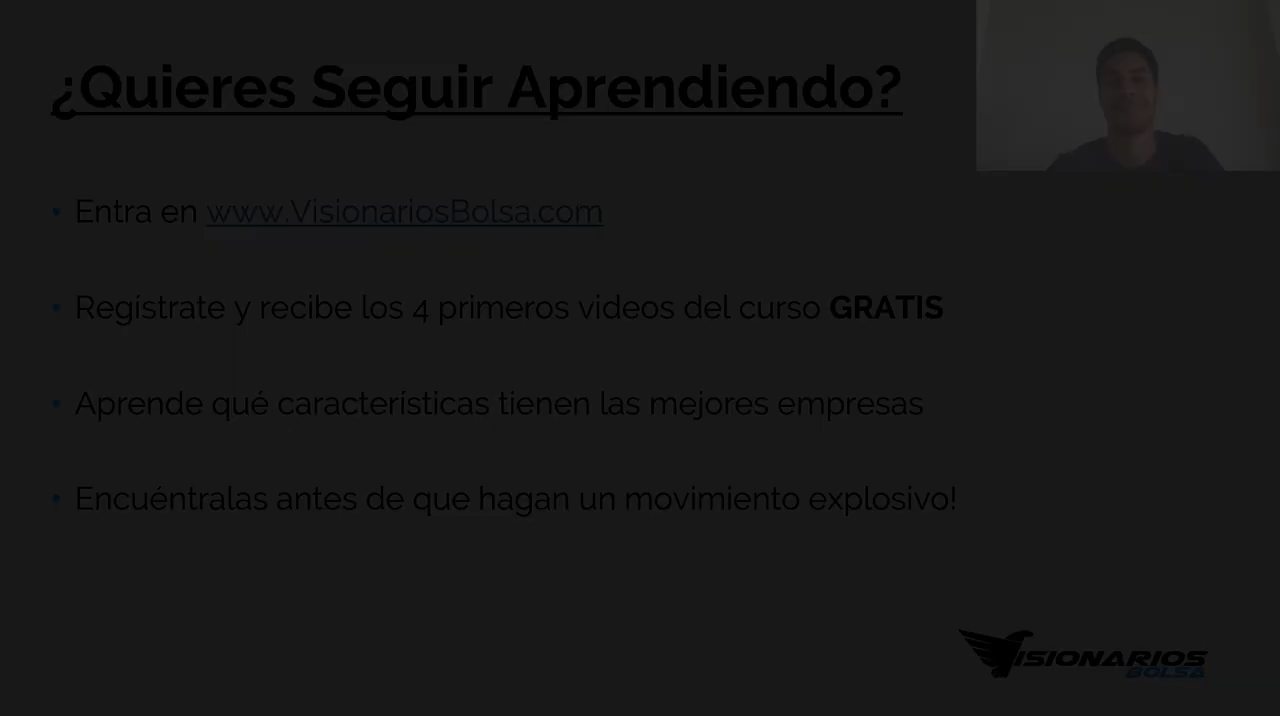 ¿Quieres Seguir Aprendiendo?
• Entra en www.VisionariosBolsa.com
• Regístrate y recibe los 4 primeros videos del curso GRATIS
• Aprende qué características tienen las mejores empresas
• Encuéntralas antes de que hagan un movimiento explosivo!
VISIONARIOS
BOLSA